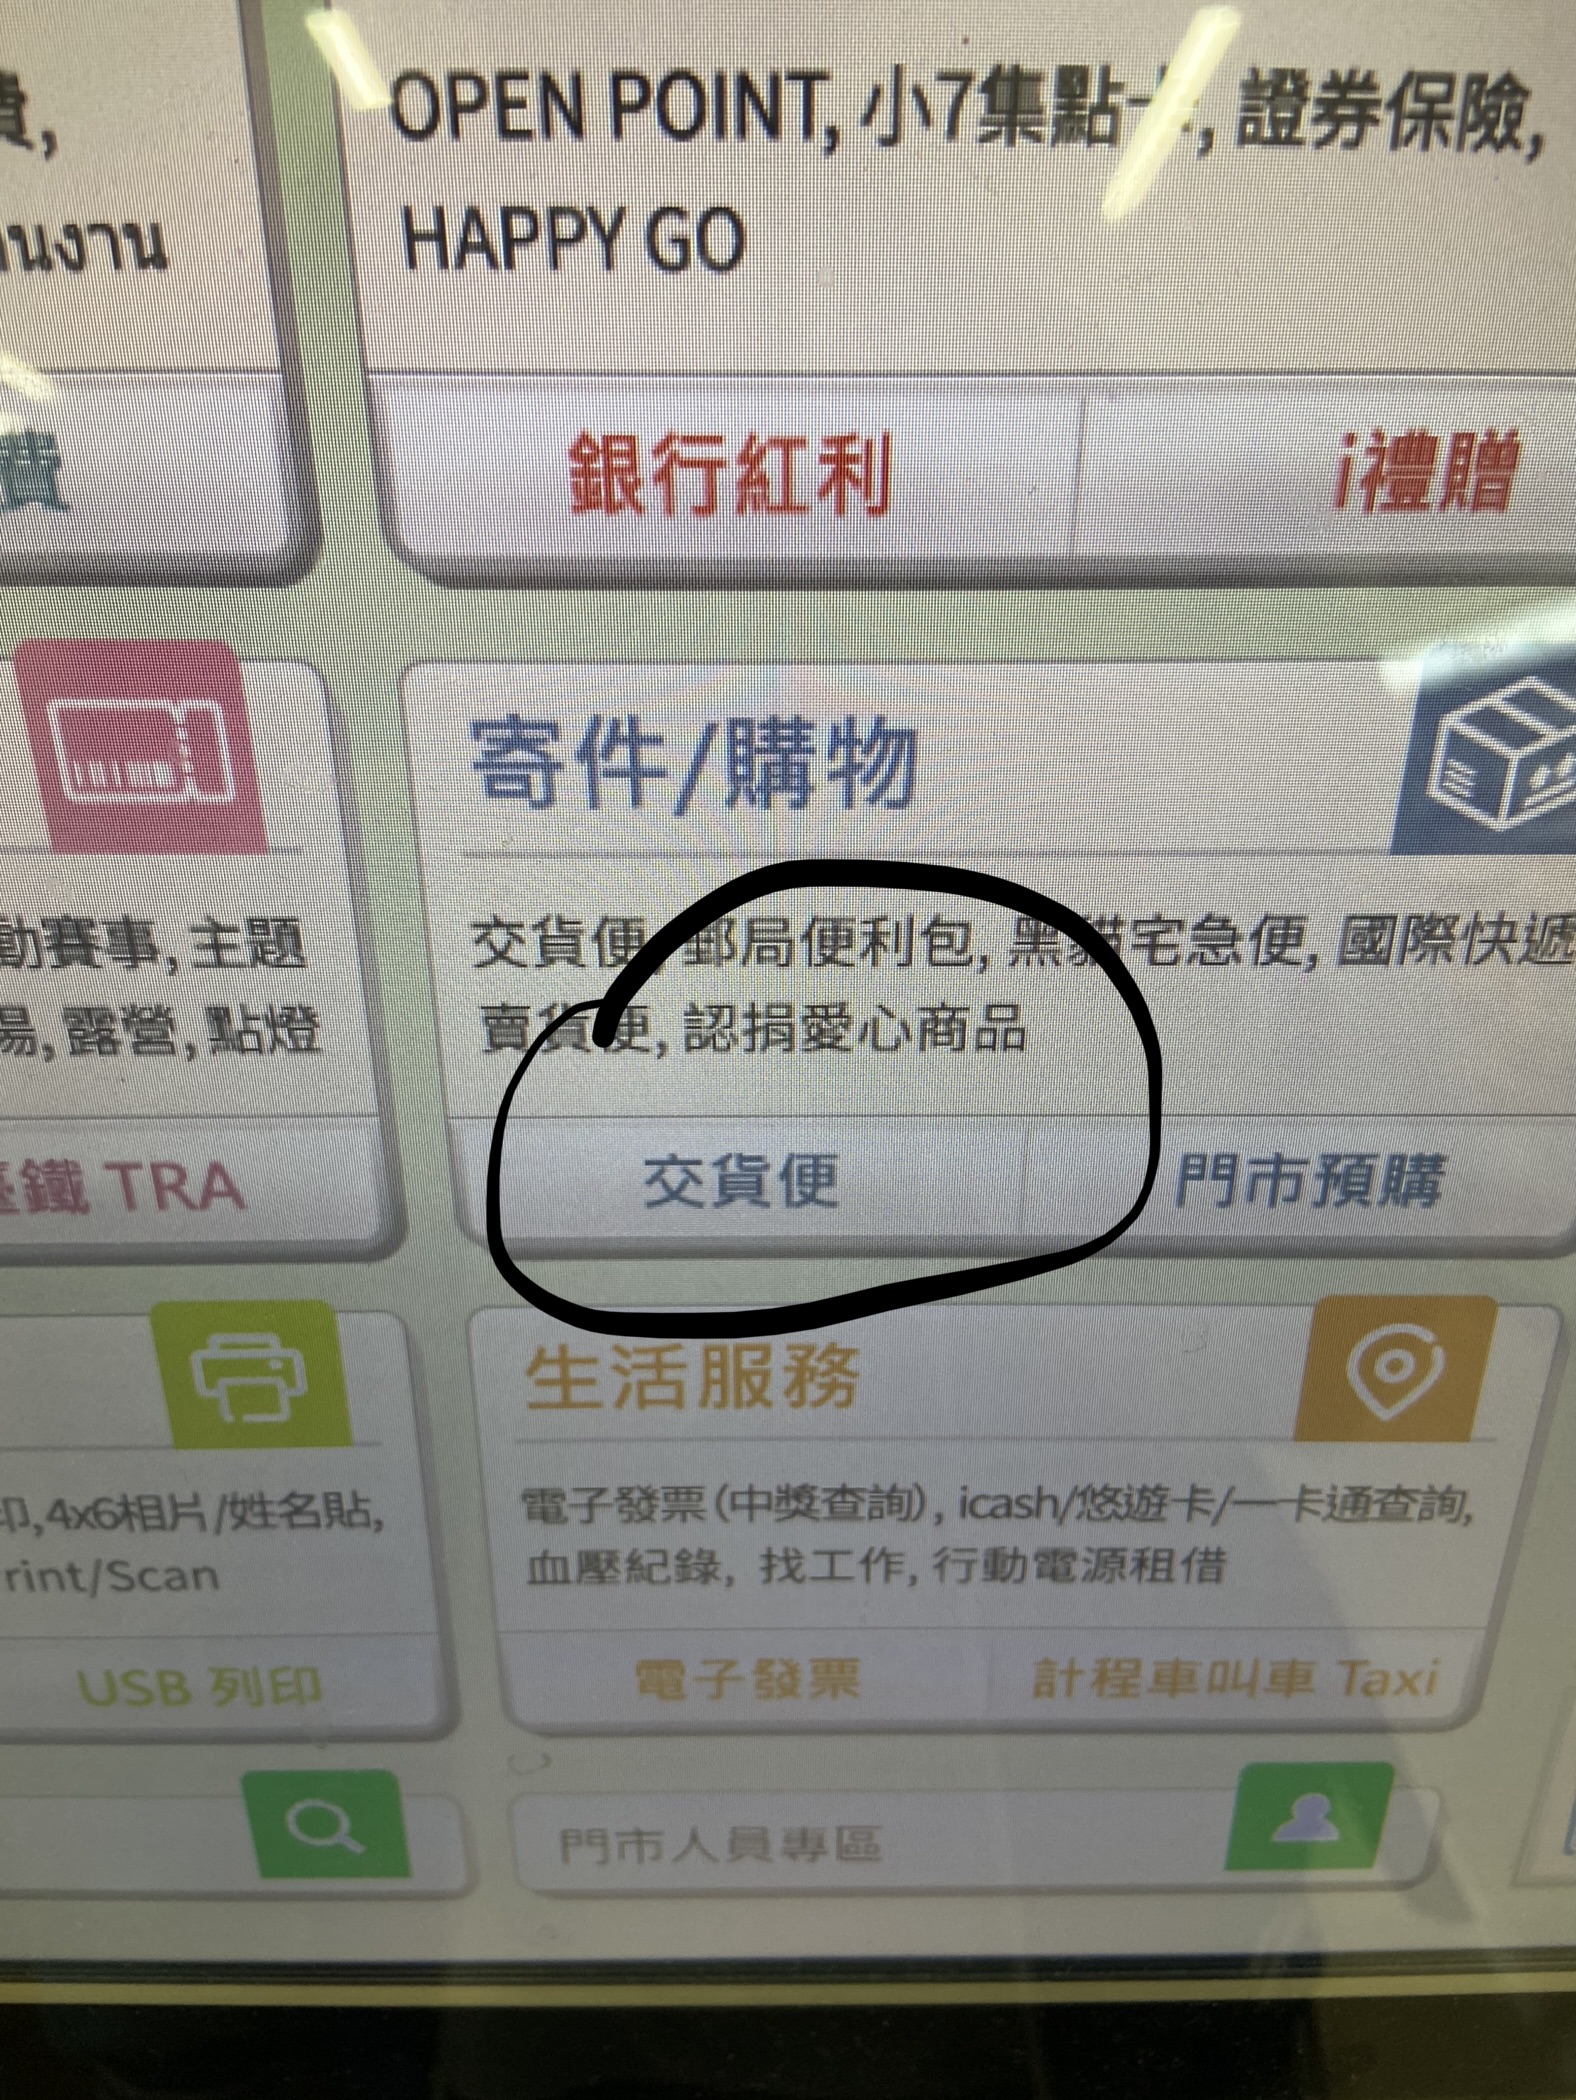 費,
OPEN POINT, 小7集點卡, 證券保險,
HAPPY GO
銀行紅利
i禮贈
費
寄件/購物
交貨便, 郵局便利包, 黑貓宅急便, 國際快遞
賣貨便, 認捐愛心商品
交貨便
門市預購
動賽事, 主題
露營, 點燈
臺鐵 TRA
印, 4x6相片/姓名貼,
rint/Scan
USB 列印
生活服務
電子發票(中獎查詢), icash/悠遊卡/一卡通查詢,
血壓紀錄, 找工作, 行動電源租借
電子發票
計程車叫車 Taxi
門市人員專區